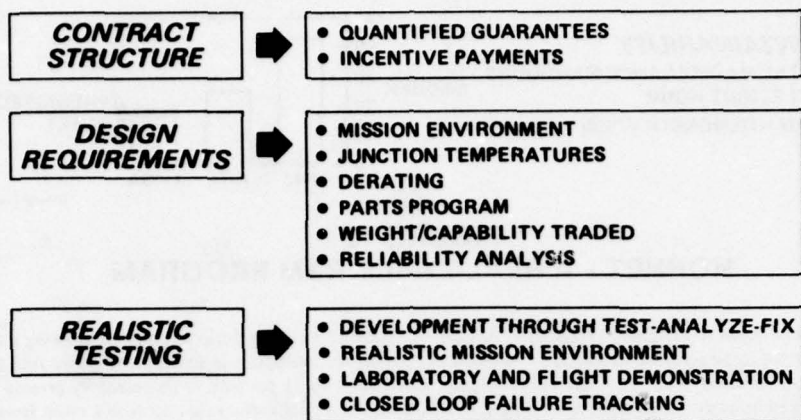 CONTRACT
STRUCTURE
• QUANTIFIED GUARANTEES
• INCENTIVE PAYMENTS
DESIGN
REQUIREMENTS
• MISSION ENVIRONMENT
• JUNCTION TEMPERATURES
• DERATING
• PARTS PROGRAM
• WEIGHT/CAPABILITY TRADED
• RELIABILITY ANALYSIS
REALISTIC
TESTING
• DEVELOPMENT THROUGH TEST-ANALYZE-FIX
• REALISTIC MISSION ENVIRONMENT
• LABORATORY AND FLIGHT DEMONSTRATION
• CLOSED LOOP FAILURE TRACKING